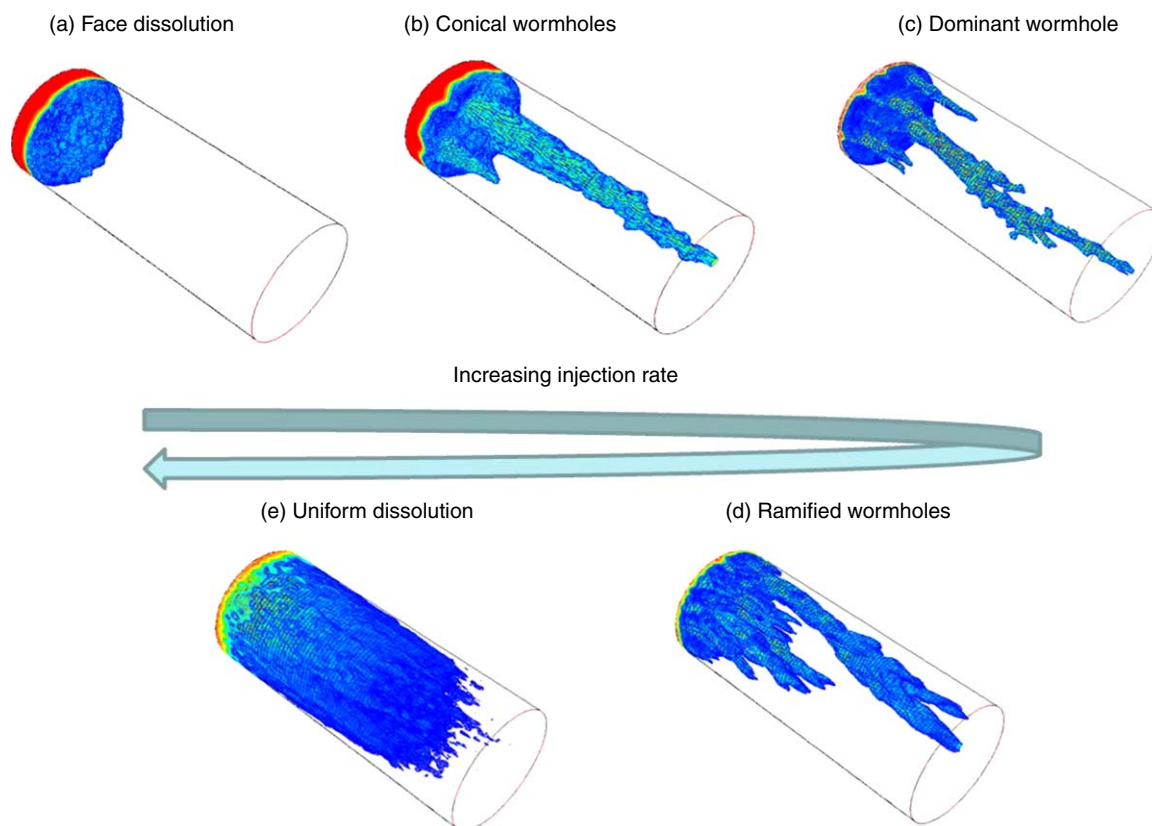 (a) Face dissolution
(b) Conical wormholes
(c) Dominant wormhole
Increasing injection rate
(e) Uniform dissolution
(d) Ramified wormholes